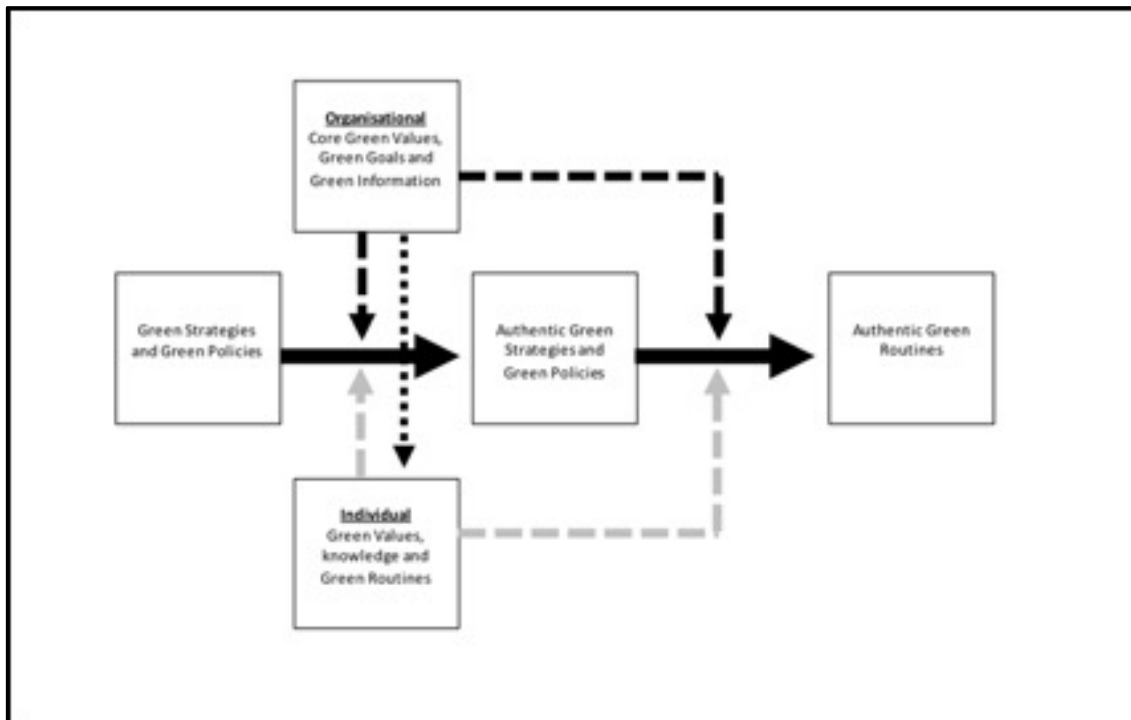 Organisational
Core Green Values,
Green Goals and
Green Information
Green Strategies
and Green Policies
Authentic Green
Strategies and
Green Policies
Authentic Green
Routines
Individual
Green Values,
knowledge and
Green Routines